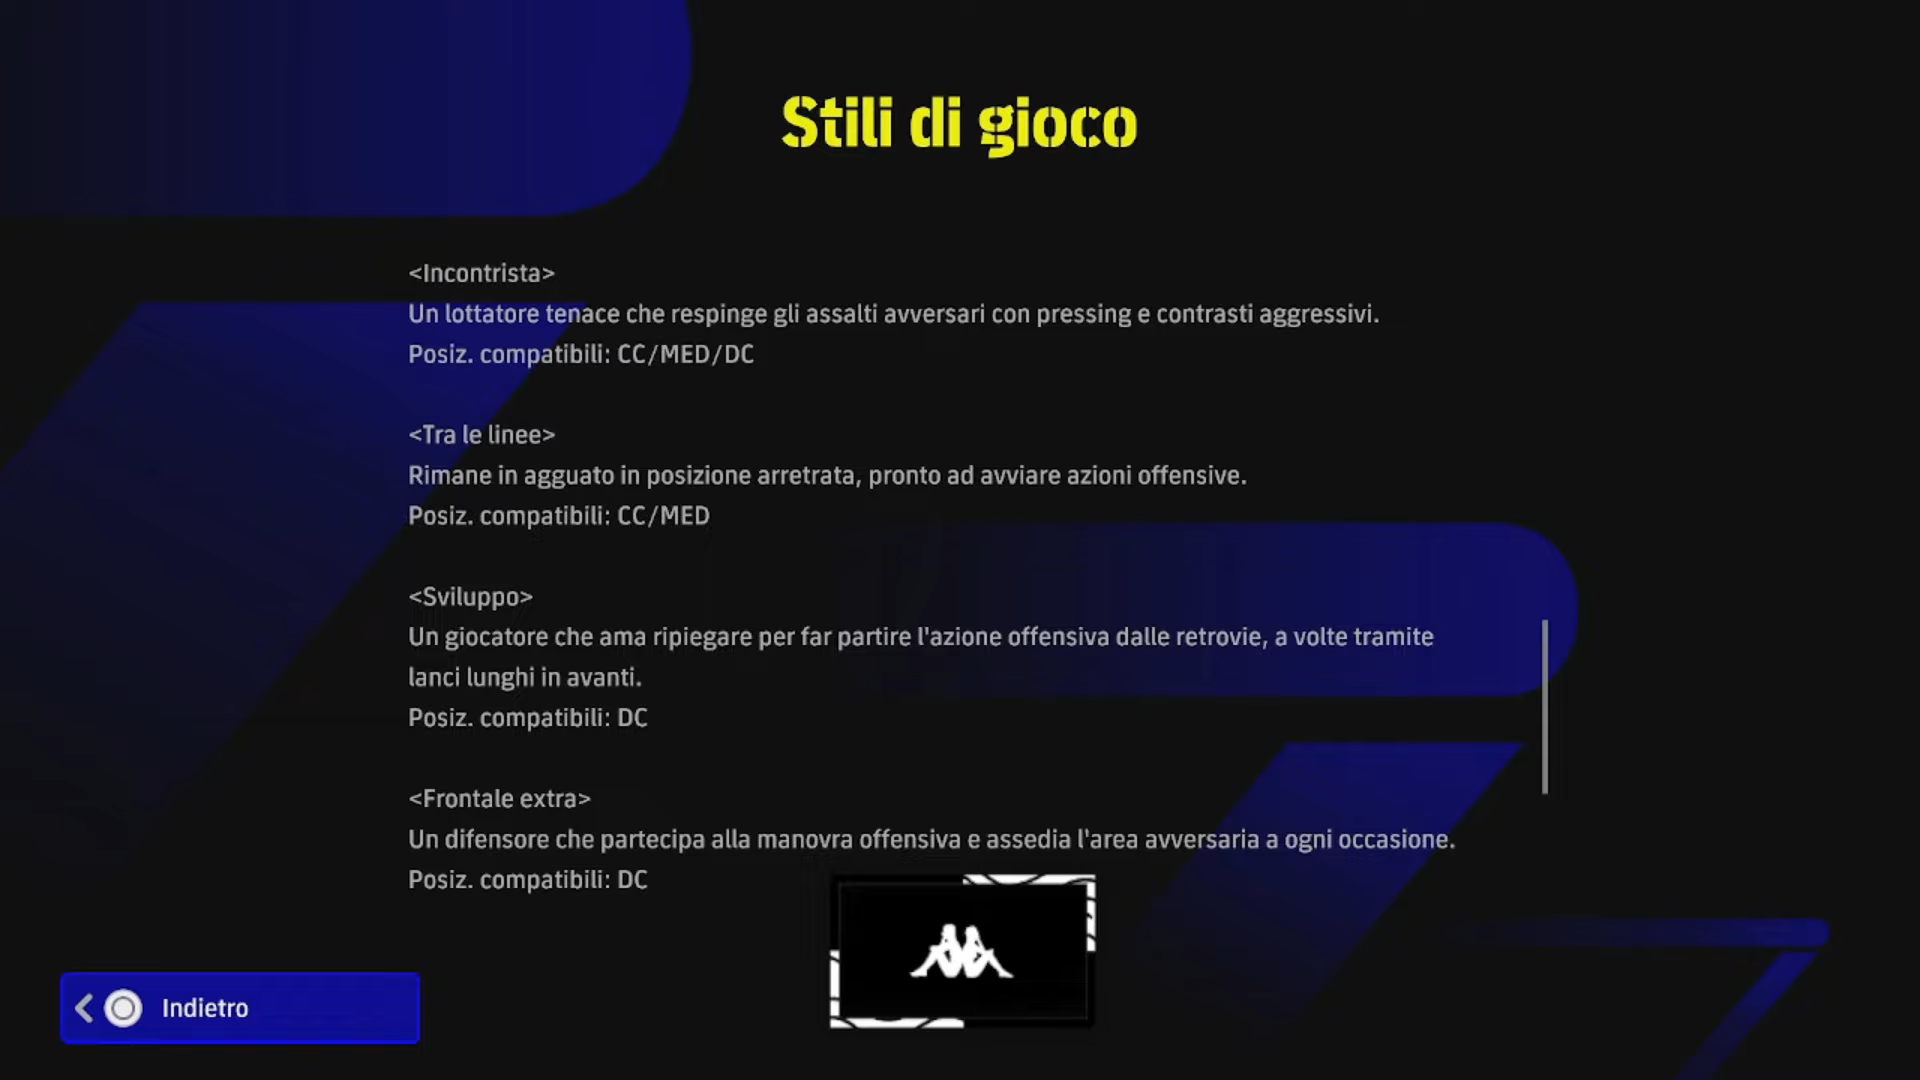 Stili di gioco
<Incontrista>
Un lottatore tenace che respinge gli assalti avversari con pressing e contrasti aggressivi.
Posiz. compatibili: CC/MED/DC
<Tra le linee>
Rimane in agguato in posizione arretrata, pronto ad avviare azioni offensive.
Posiz. compatibili: CC/MED
<Sviluppo>
Un giocatore che ama ripiegare per far partire l'azione offensiva dalle retrovie, a volte tramite
lanci lunghi in avanti.
Posiz. compatibili: DC
<Frontale extra>
Un difensore che partecipa alla manovra offensiva e assedia l'area avversaria a ogni occasione.
Posiz. compatibili: DC
Indietro